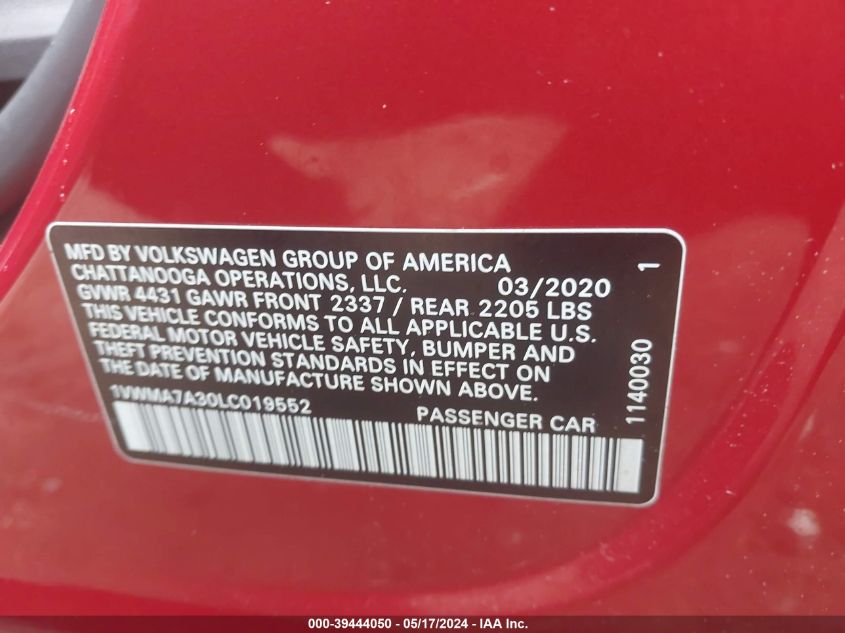 MFD BY VOLKSWAGEN GROUP OF AMERICA
CHATTANOOGA OPERATIONS, LLC. 03/2020
GVWR 4431 GAWR FRONT 2337 / REAR 2205 LBS
THIS VEHICLE CONFORMS TO ALL APPLICABLE U.S.
FEDERAL MOTOR VEHICLE SAFETY, BUMPER AND
THEFT PREVENTION STANDARDS IN EFFECT ON
THE DATE OF MANUFACTURE SHOWN ABOVE.
1VWMA7A30LC019552
PASSENGER CAR
1140030 1
000-39444050 - 05/17/2024 - IAA Inc.